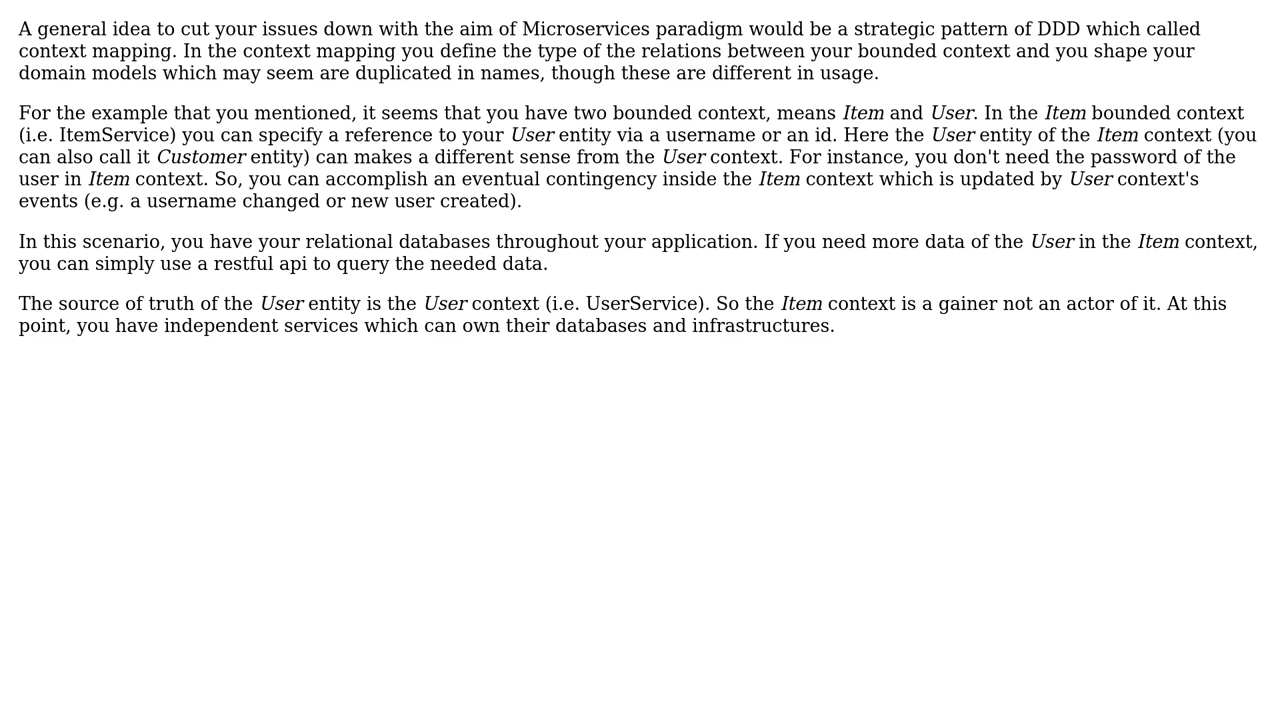 A general idea to cut your issues down with the aim of Microservices paradigm would be a strategic pattern of DDD which called
context mapping. In the context mapping you define the type of the relations between your bounded context and you shape your
domain models which may seem are duplicated in names, though these are different in usage.
For the example that you mentioned, it seems that you have two bounded context, means Item and User. In the Item bounded context
(i.e. ItemService) you can specify a reference to your User entity via a username or an id. Here the User entity of the Item context (you
can also call it Customer entity) can makes a different sense from the User context. For instance, you don't need the password of the
user in Item context. So, you can accomplish an eventual contingency inside the Item context which is updated by User context's
events (e.g. a username changed or new user created).
In this scenario, you have your relational databases throughout your application. If you need more data of the User in the Item context,
you can simply use a restful api to query the needed data.
The source of truth of the User entity is the User context (i.e. UserService). So the Item context is a gainer not an actor of it. At this
point, you have independent services which can own their databases and infrastructures.